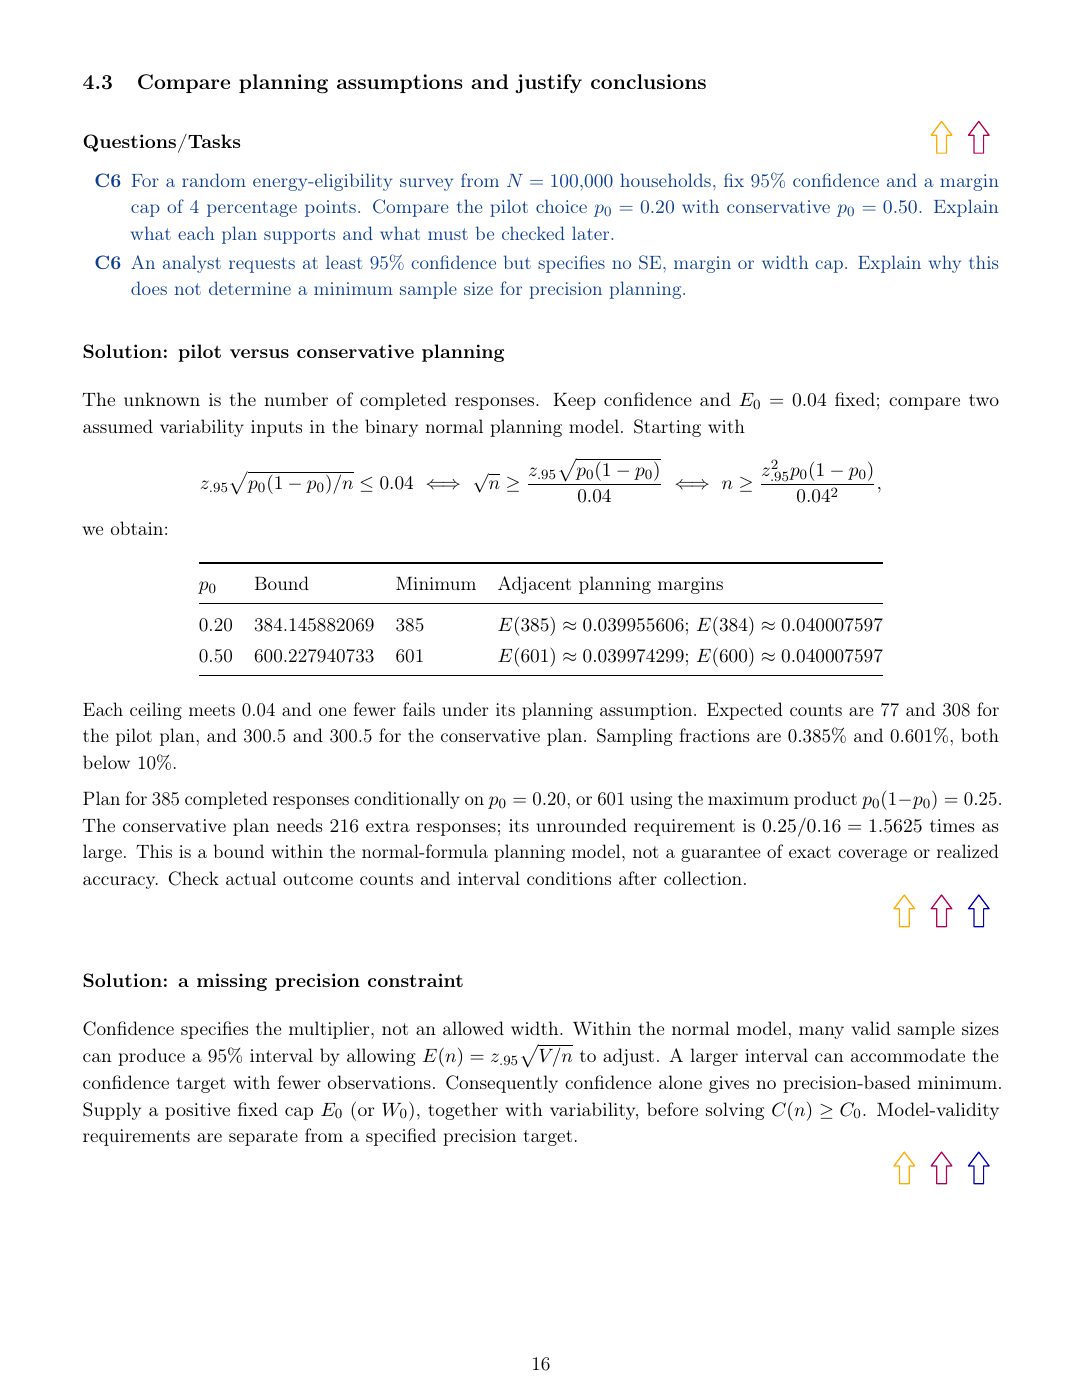 4.3 Compare planning assumptions and justify conclusions
Questions/Tasks
C6 For a random energy-eligibility survey from N = 100,000 households, fix 95% confidence and a margin
cap of 4 percentage points. Compare the pilot choice p₀ = 0.20 with conservative p₀ = 0.50. Explain
what each plan supports and what must be checked later.
C6 An analyst requests at least 95% confidence but specifies no SE, margin or width cap. Explain why this
does not determine a minimum sample size for precision planning.
Solution: pilot versus conservative planning
The unknown is the number of completed responses. Keep confidence and E₀ = 0.04 fixed; compare two
assumed variability inputs in the binary normal planning model. Starting with
z.₉₅√(p₀(1 − p₀)/n) ≤ 0.04 ⟺ √n ≥ z.₉₅√(p₀(1 − p₀)) / 0.04 ⟺ n ≥ z².₉₅p₀(1 − p₀) / 0.04²,
we obtain:
p₀ Bound Minimum Adjacent planning margins
0.20 384.145882069 385 E(385) ≈ 0.039955606; E(384) ≈ 0.040007597
0.50 600.227940733 601 E(601) ≈ 0.039974299; E(600) ≈ 0.040007597
Each ceiling meets 0.04 and one fewer fails under its planning assumption. Expected counts are 77 and 308 for
the pilot plan, and 300.5 and 300.5 for the conservative plan. Sampling fractions are 0.385% and 0.601%, both
below 10%.
Plan for 385 completed responses conditionally on p₀ = 0.20, or 601 using the maximum product p₀(1−p₀) = 0.25.
The conservative plan needs 216 extra responses; its unrounded requirement is 0.25/0.16 = 1.5625 times as
large. This is a bound within the normal-formula planning model, not a guarantee of exact coverage or realized
accuracy. Check actual outcome counts and interval conditions after collection.
Solution: a missing precision constraint
Confidence specifies the multiplier, not an allowed width. Within the normal model, many valid sample sizes
can produce a 95% interval by allowing E(n) = z.₉₅√(V/n) to adjust. A larger interval can accommodate the
confidence target with fewer observations. Consequently confidence alone gives no precision-based minimum.
Supply a positive fixed cap E₀ (or W₀), together with variability, before solving C(n) ≥ C₀. Model-validity
requirements are separate from a specified precision target.
16